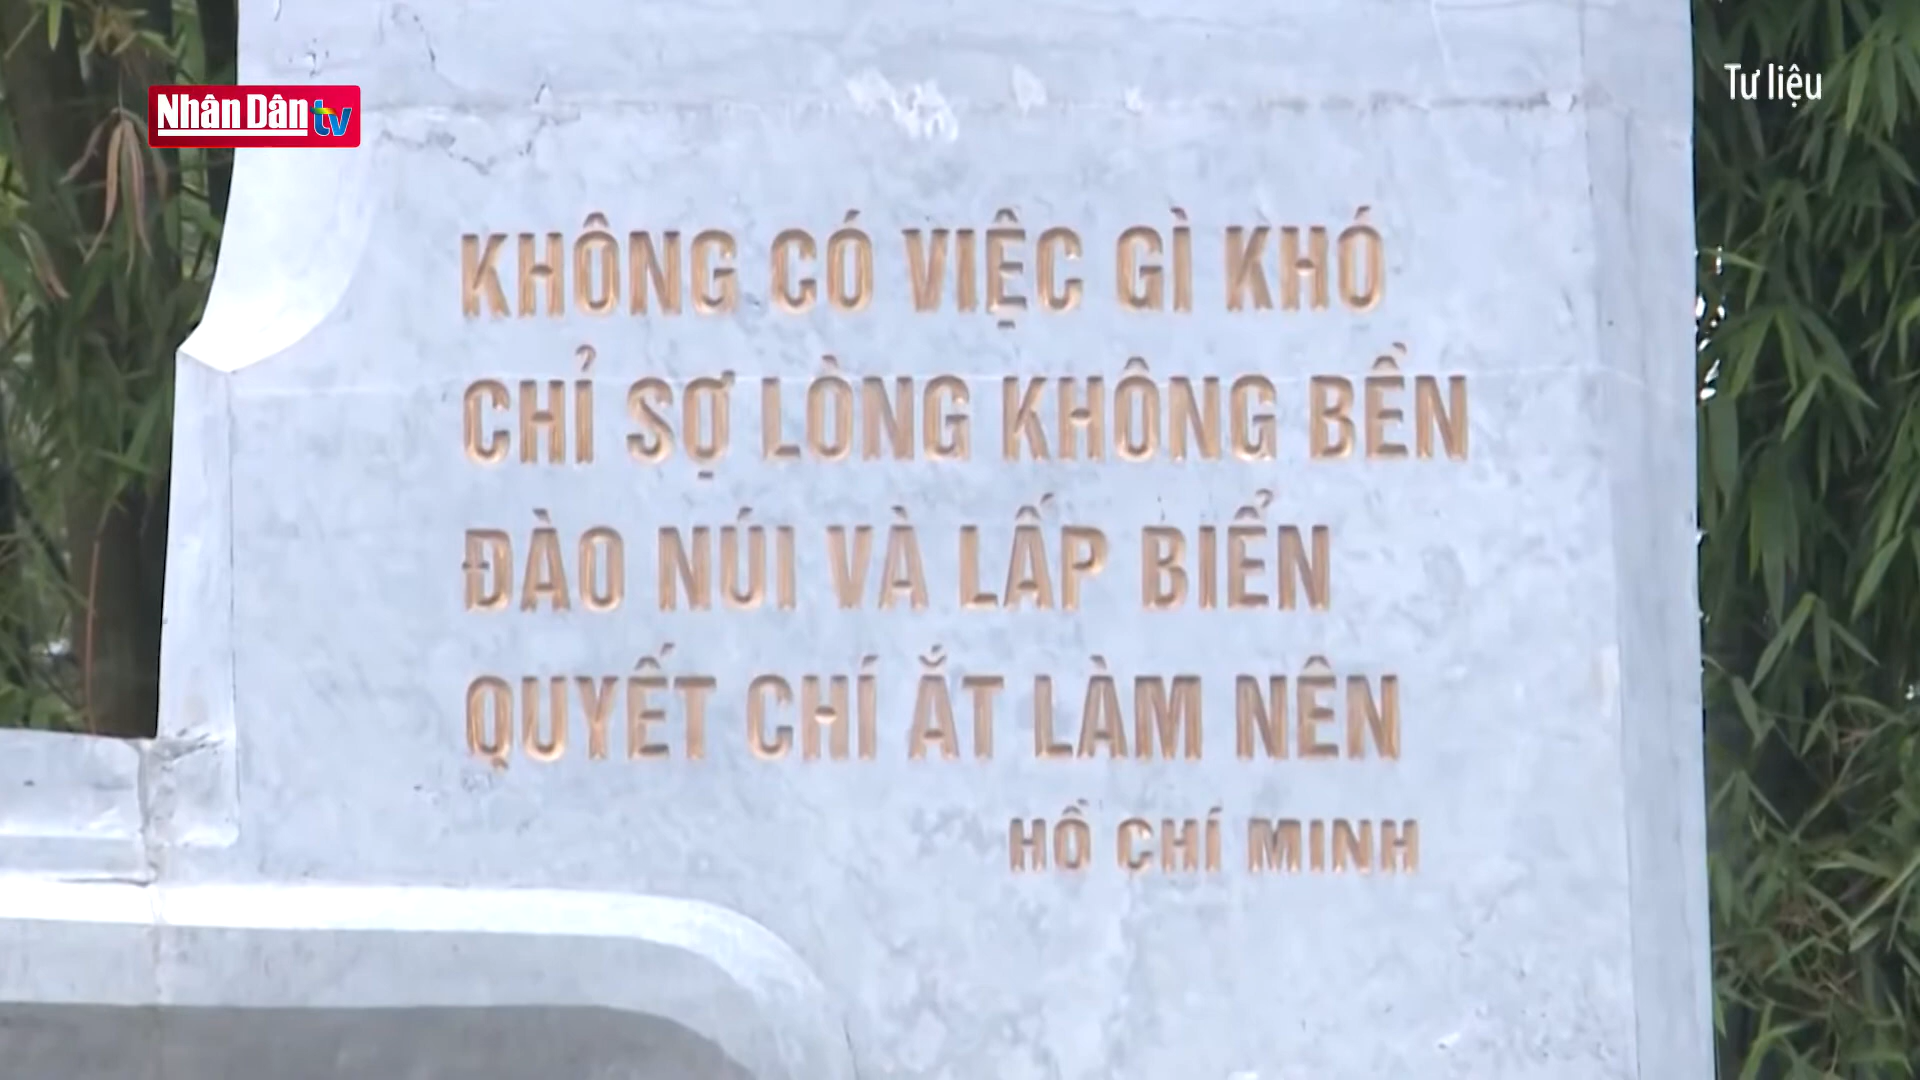 Nhân Dân tv
Tư liệu
KHÔNG CÓ VIỆC GÌ KHÓ
CHỈ SỢ LÒNG KHÔNG BỀN
ĐÀO NÚI VÀ LẤP BIỂN
QUYẾT CHÍ ẮT LÀM NÊN
HỒ CHÍ MINH